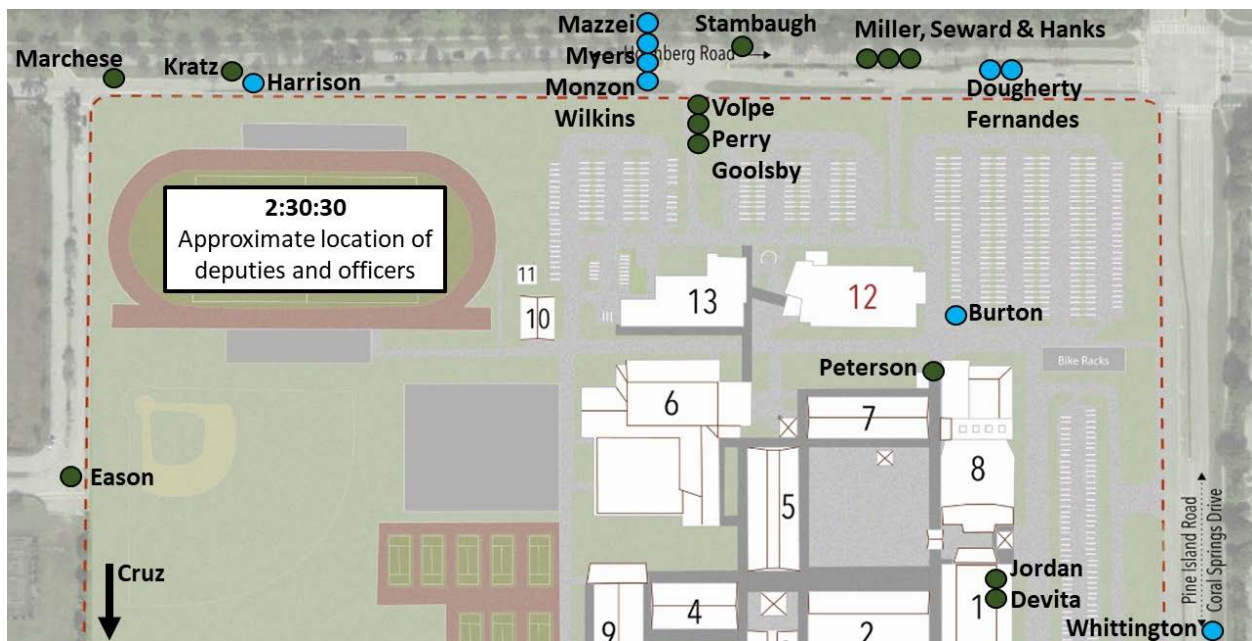 Mazzei
Stambaugh
Miller, Seward & Hanks
Marchese
Kratz
Myers
Holmberg Road
Harrison
Monzon
Dougherty
Wilkins
Volpe
Fernandes
Perry
Goolsby
2:30:30
Approximate location of
deputies and officers
11
10
13
12
Burton
Bike Racks
Peterson
6
7
8
Eason
5
Pine Island Road
Coral Springs Drive
Cruz
Jordan
Devita
9
4
2
1
Whittington